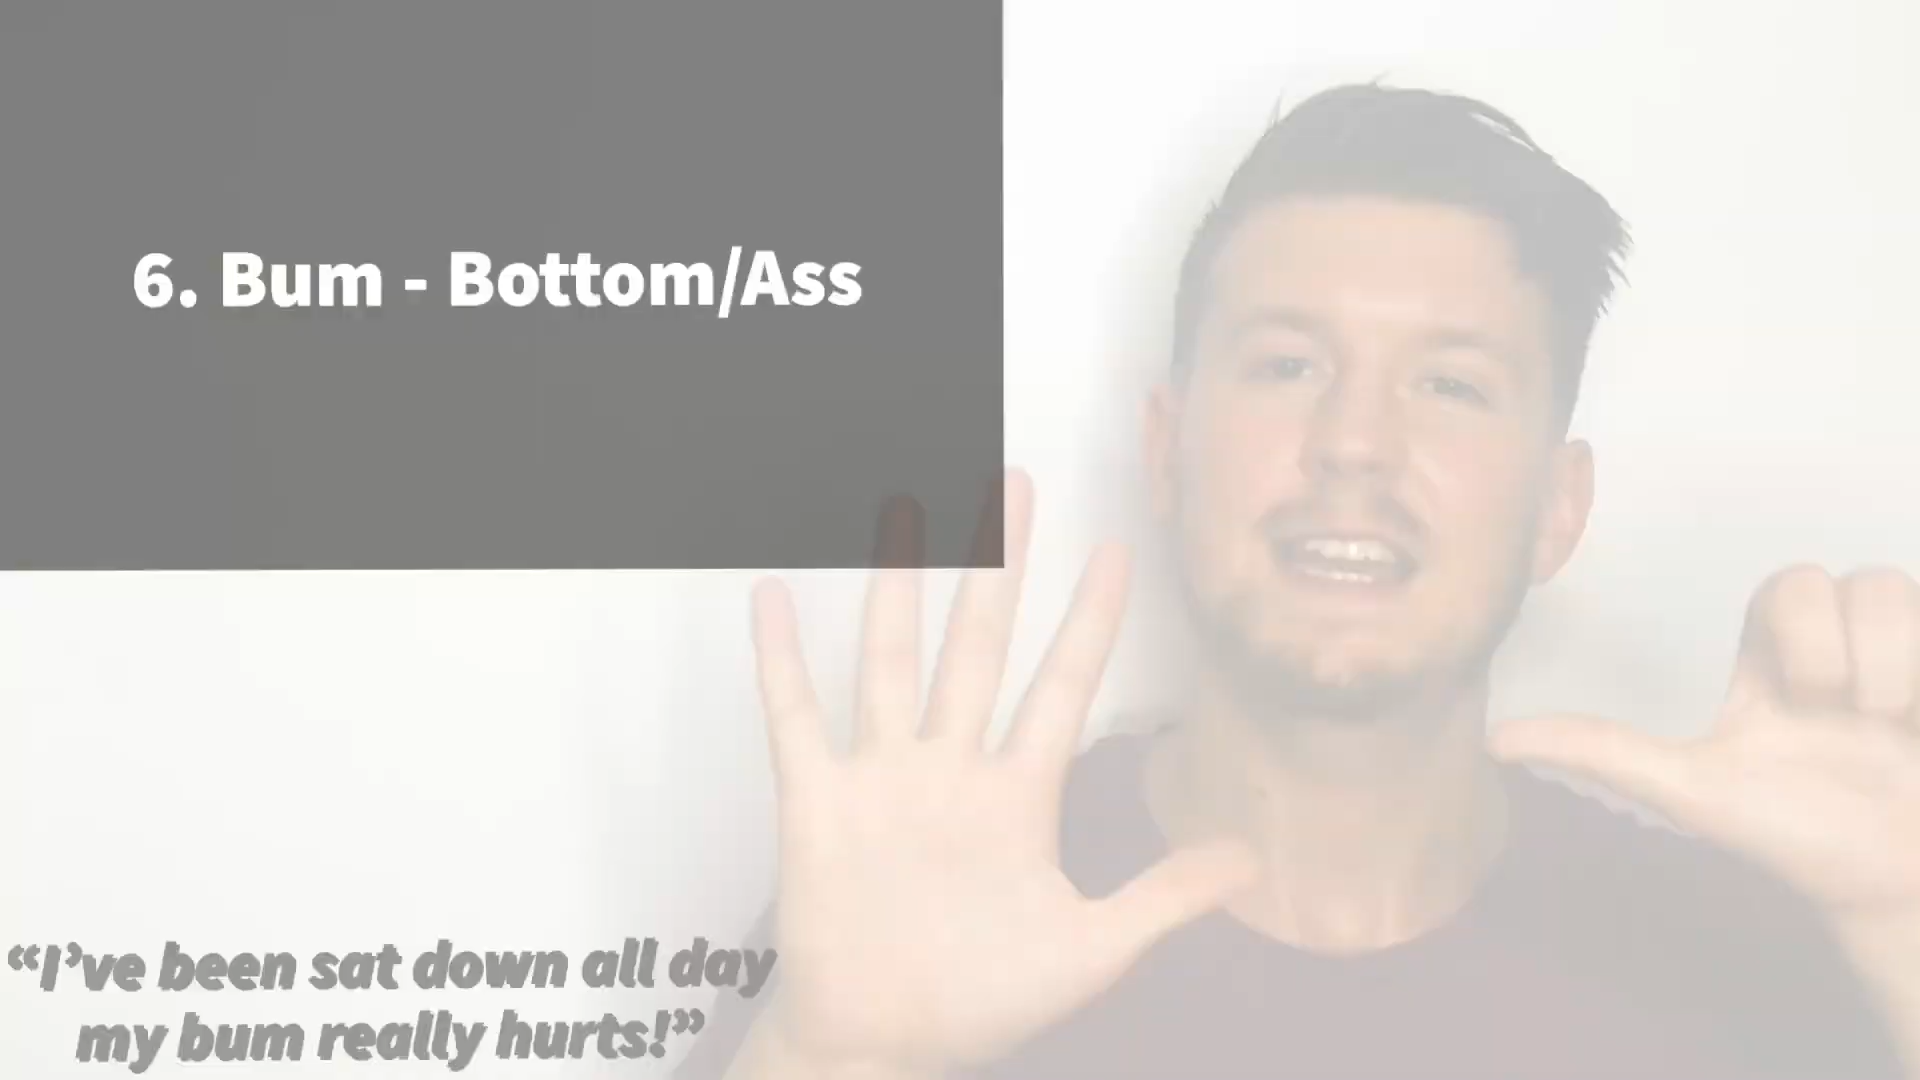 6. Bum - Bottom/Ass
“I’ve been sat down all day
my bum really hurts!”